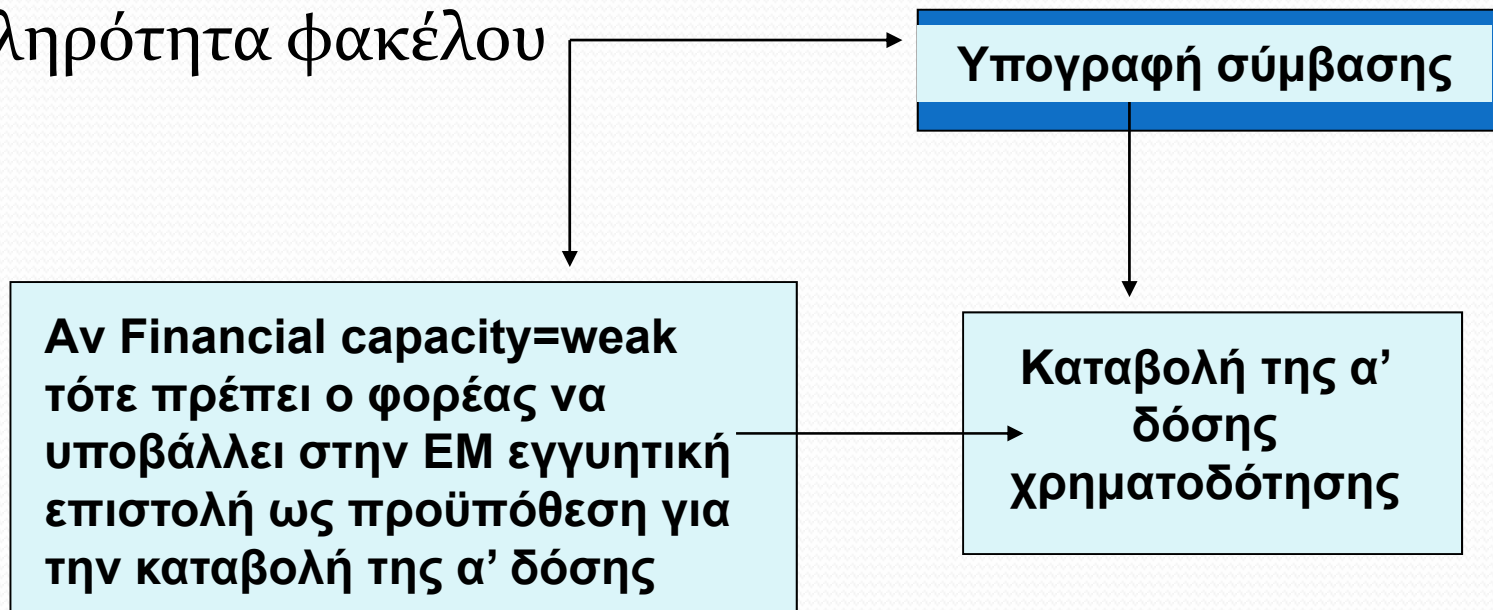 ληρότητα φακέλου
Υπογραφή σύμβασης
Αν Financial capacity=weak
τότε πρέπει ο φορέας να
υποβάλλει στην ΕΜ εγγυητική
επιστολή ως προϋπόθεση για
την καταβολή της α’ δόσης
Καταβολή της α’
δόσης
χρηματοδότησης